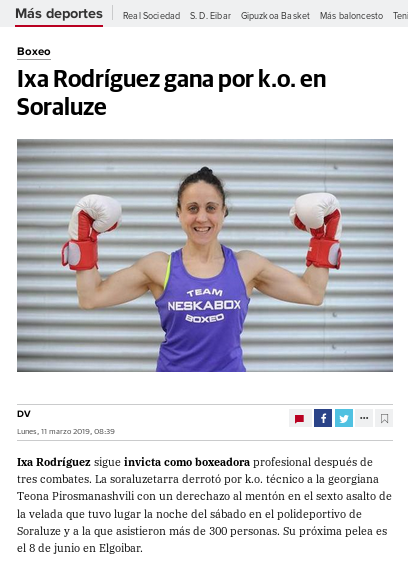 Más deportes
Real Sociedad
S. D. Eibar
Gipuzkoa Basket
Más baloncesto
Boxeo
Ixa Rodríguez gana por k.o. en
Soraluze
TEAM
NESKABOX
BOXEO
DV
Lunes, 11 marzo 2019, 08:39
Ixa Rodríguez sigue invicta como boxeadora profesional después de
tres combates. La soraluzetarra derrotó por k.o. técnico a la georgiana
Teona Pirosmanashvili con un derechazo al mentón en el sexto asalto de
la velada que tuvo lugar la noche del sábado en el polideportivo de
Soraluze y a la que asistieron más de 300 personas. Su próxima pelea es
el 8 de junio en Elgoibar.